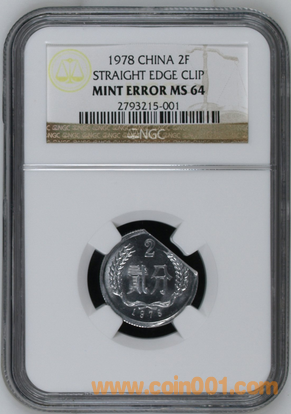 1978 CHINA 2F
STRAIGHT EDGE CLIP
MINT ERROR MS 64
2793215-001
NGC
2
貳分
1978
www.coin001.com